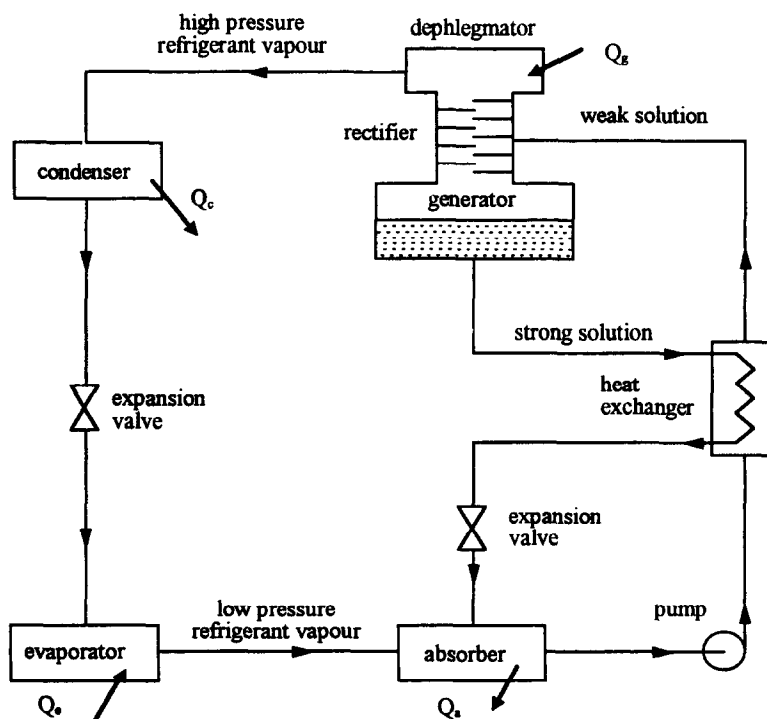 high pressure
refrigerant vapour
dephlegmator
Qg
rectifier
weak solution
condenser
Qc
generator
strong solution
heat
exchanger
expansion
valve
expansion
valve
low pressure
refrigerant vapour
pump
evaporator
absorber
Qe
Qa